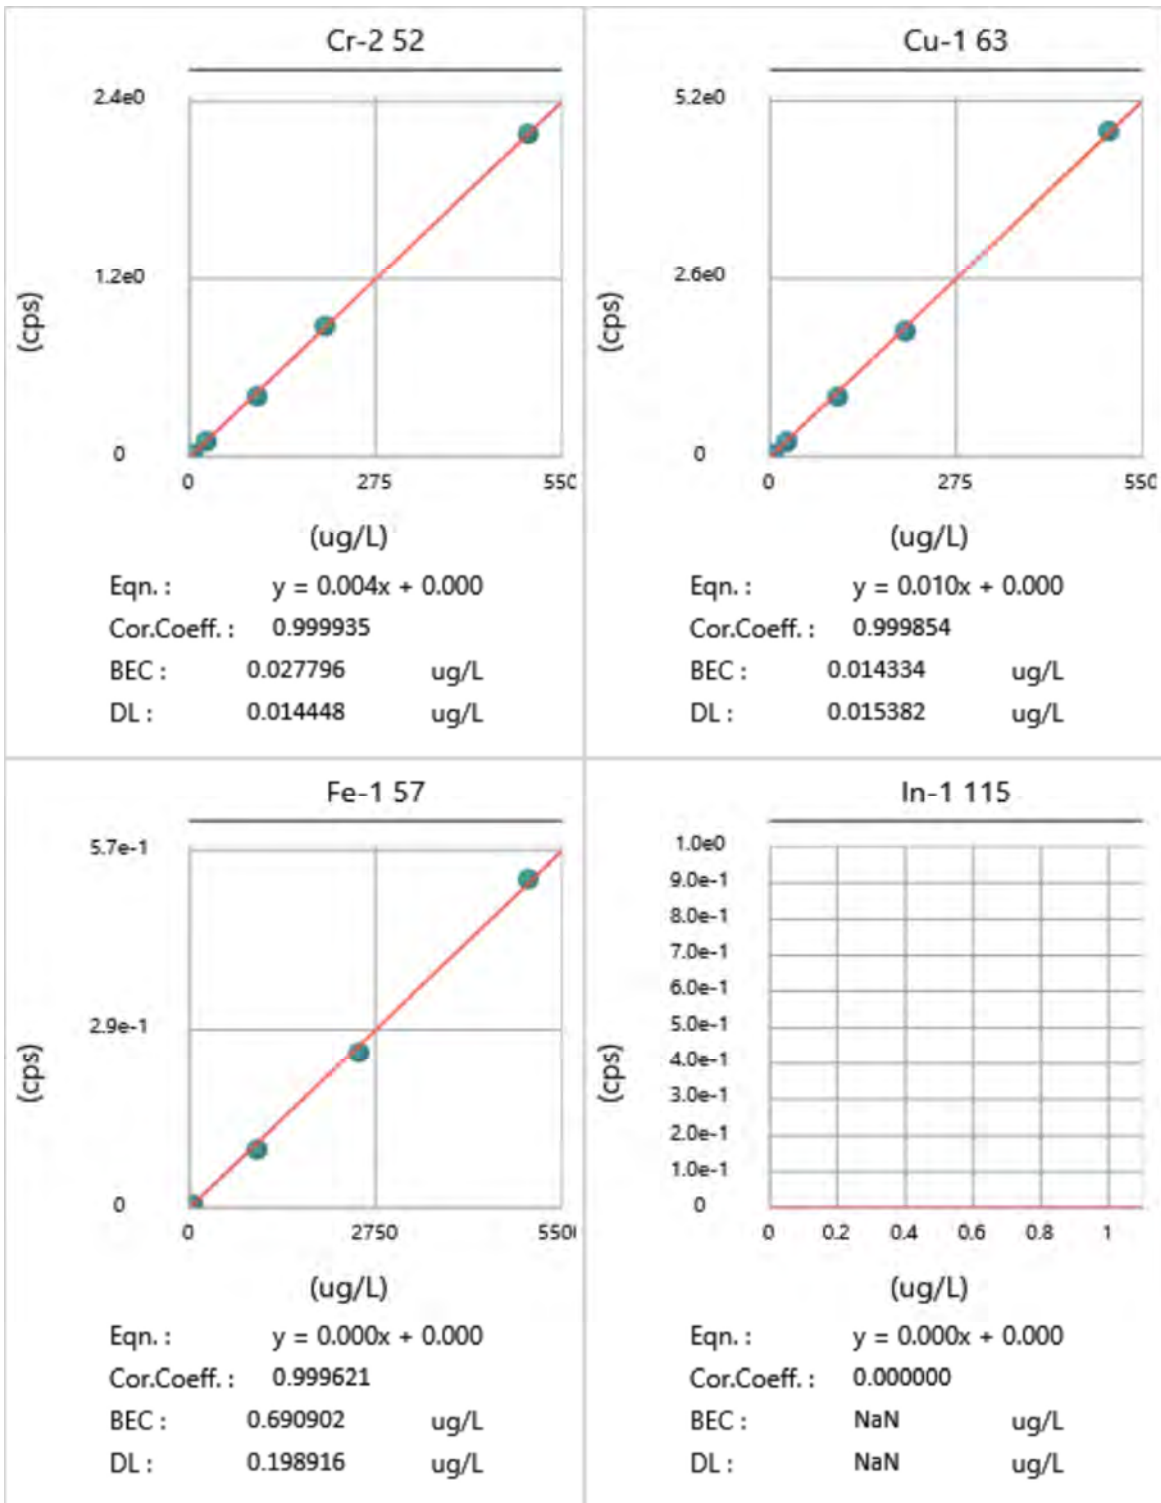 Cr-2 52
2.4e0
1.2e0
0
(cps)
0 275 550
(ug/L)
Eqn. : y = 0.004x + 0.000
Cor.Coeff. : 0.999935
BEC : 0.027796 ug/L
DL : 0.014448 ug/L
Cu-1 63
5.2e0
2.6e0
0
(cps)
0 275 550
(ug/L)
Eqn. : y = 0.010x + 0.000
Cor.Coeff. : 0.999854
BEC : 0.014334 ug/L
DL : 0.015382 ug/L
Fe-1 57
5.7e-1
2.9e-1
0
(cps)
0 2750 5500
(ug/L)
Eqn. : y = 0.000x + 0.000
Cor.Coeff. : 0.999621
BEC : 0.690902 ug/L
DL : 0.198916 ug/L
In-1 115
1.0e0
9.0e-1
8.0e-1
7.0e-1
6.0e-1
5.0e-1
4.0e-1
3.0e-1
2.0e-1
1.0e-1
0
(cps)
0 0.2 0.4 0.6 0.8 1
(ug/L)
Eqn. : y = 0.000x + 0.000
Cor.Coeff. : 0.000000
BEC : NaN ug/L
DL : NaN ug/L